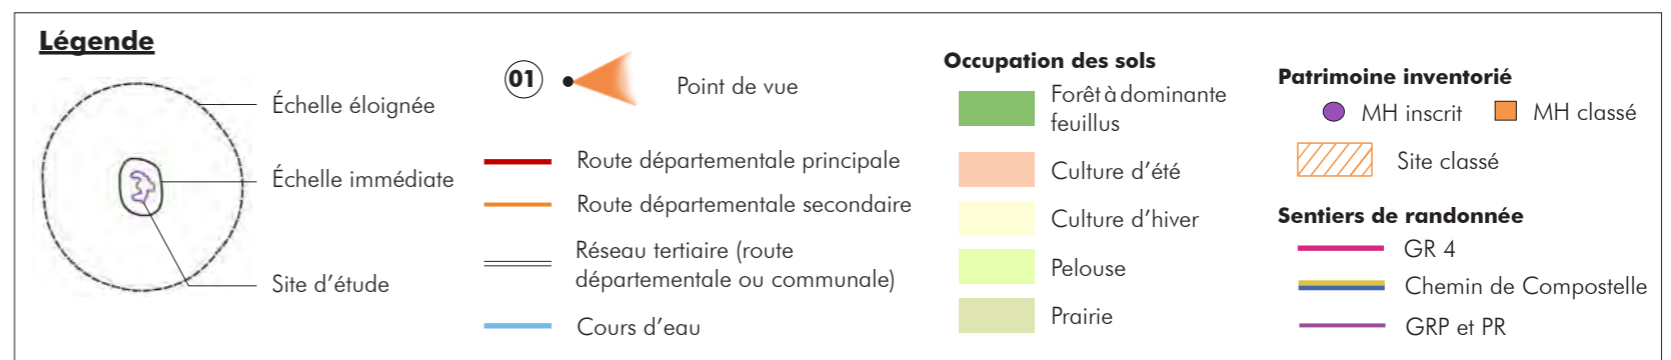 Légende
Échelle éloignée
Échelle immédiate
Site d'étude
01
Point de vue
Route départementale principale
Route départementale secondaire
Réseau tertiaire (route
départementale ou communale)
Cours d'eau
Occupation des sols
Forêt à dominante
feuillus
Culture d'été
Culture d'hiver
Pelouse
Prairie
Patrimoine inventorié
MH inscrit
MH classé
Site classé
Sentiers de randonnée
GR 4
Chemin de Compostelle
GRP et PR